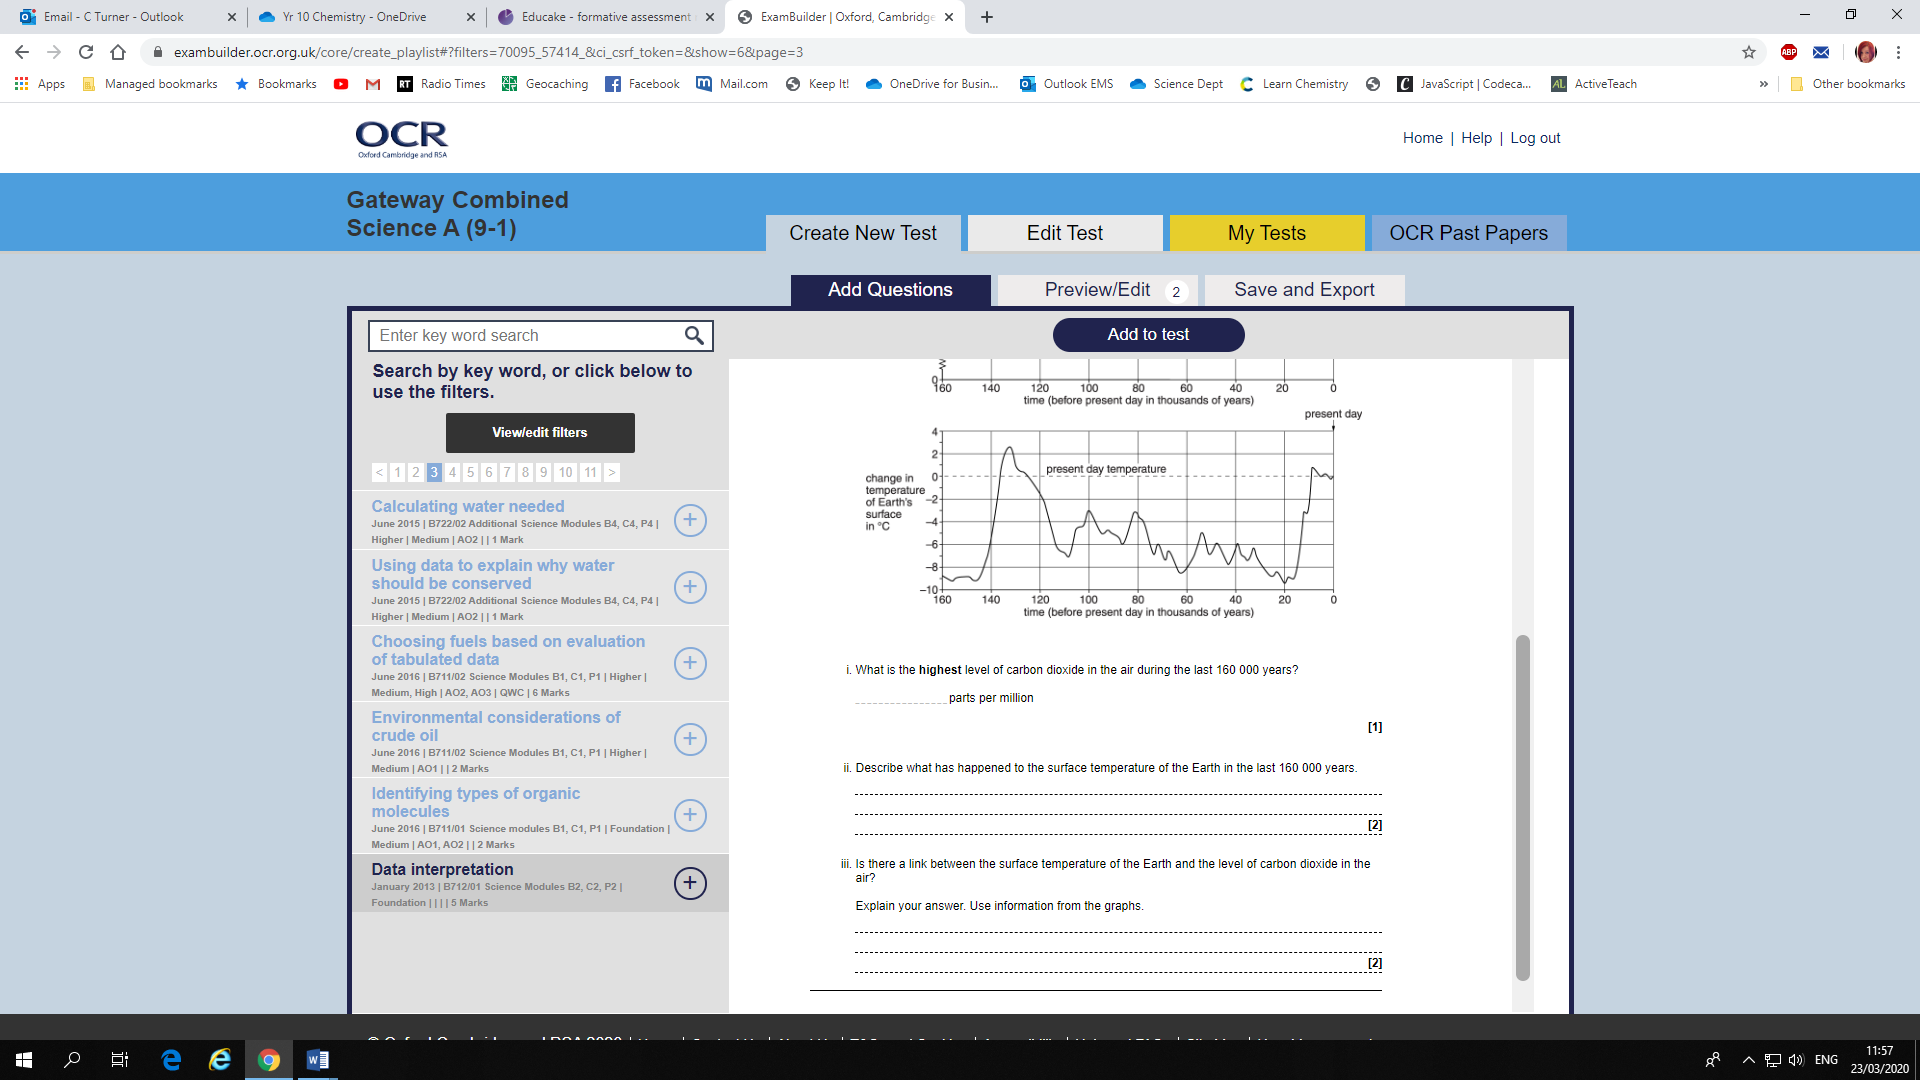 Email - C Turner - Outlook
Yr 10 Chemistry - OneDrive
Educake - formative assessment
ExamBuilder | Oxford, Cambridge
exambuilder.ocr.org.uk/core/create_playlist#?filters=70095_57414_&ci_csrf_token=&show=6&page=3
ABP
Apps
Managed bookmarks
Bookmarks
RT Radio Times
Geocaching
Facebook
Mail.com
Keep It!
OneDrive for Busin...
Outlook EMS
Science Dept
Learn Chemistry
JavaScript | Codeca...
AL ActiveTeach
»
Other bookmarks
OCR
Oxford Cambridge and RSA
Home | Help | Log out
Gateway Combined
Science A (9-1)
Create New Test
Edit Test
My Tests
OCR Past Papers
Add Questions
Preview/Edit 2
Save and Export
Enter key word search
Add to test
Search by key word, or click below to
use the filters.
View/edit filters
< 1 2 3 4 5 6 7 8 9 10 11 >
Calculating water needed
June 2015 | B722/02 Additional Science Modules B4, C4, P4 |
Higher | Medium | AO2 | | 1 Mark
Using data to explain why water
should be conserved
June 2015 | B722/02 Additional Science Modules B4, C4, P4 |
Higher | Medium | AO2 | | 1 Mark
Choosing fuels based on evaluation
of tabulated data
June 2016 | B711/02 Science Modules B1, C1, P1 | Higher |
Medium, High | AO2, AO3 | QWC | 6 Marks
Environmental considerations of
crude oil
June 2016 | B711/02 Science Modules B1, C1, P1 | Higher |
Medium | AO1 | | 2 Marks
Identifying types of organic
molecules
June 2016 | B711/01 Science modules B1, C1, P1 | Foundation |
Medium | AO1, AO2 | | 2 Marks
Data interpretation
January 2013 | B712/01 Science Modules B2, C2, P2 |
Foundation | | | | 5 Marks
0
160 140 120 100 80 60 40 20 0
time (before present day in thousands of years)
present day
4
2
0
−2
−4
−6
−8
−10
present day temperature
change in
temperature
of Earth's
surface
in °C
160 140 120 100 80 60 40 20 0
time (before present day in thousands of years)
i. What is the highest level of carbon dioxide in the air during the last 160 000 years?
parts per million
[1]
ii. Describe what has happened to the surface temperature of the Earth in the last 160 000 years.
[2]
iii. Is there a link between the surface temperature of the Earth and the level of carbon dioxide in the
air?
Explain your answer. Use information from the graphs.
[2]
ENG
11:57
23/03/2020